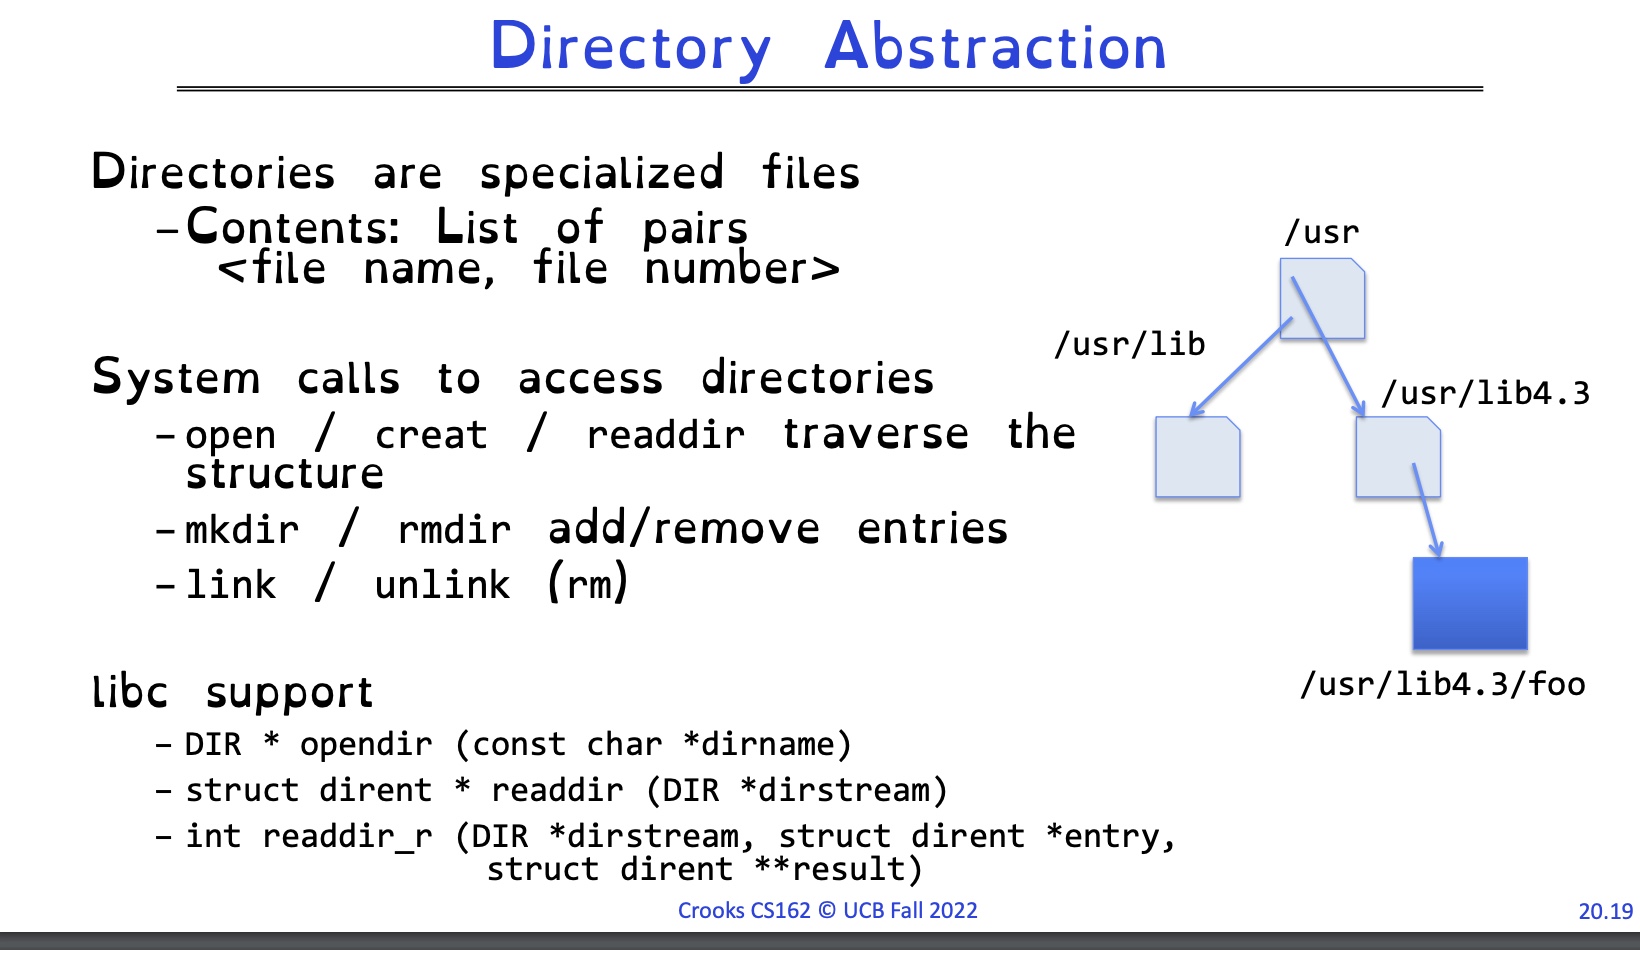 Directory Abstraction
Directories are specialized files
–Contents: List of pairs
<file name, file number>
System calls to access directories
–open / creat / readdir traverse the
structure
–mkdir / rmdir add/remove entries
–link / unlink (rm)
libc support
– DIR * opendir (const char *dirname)
– struct dirent * readdir (DIR *dirstream)
– int readdir_r (DIR *dirstream, struct dirent *entry,
struct dirent **result)
/usr
/usr/lib
/usr/lib4.3
/usr/lib4.3/foo
Crooks CS162 © UCB Fall 2022
20.19